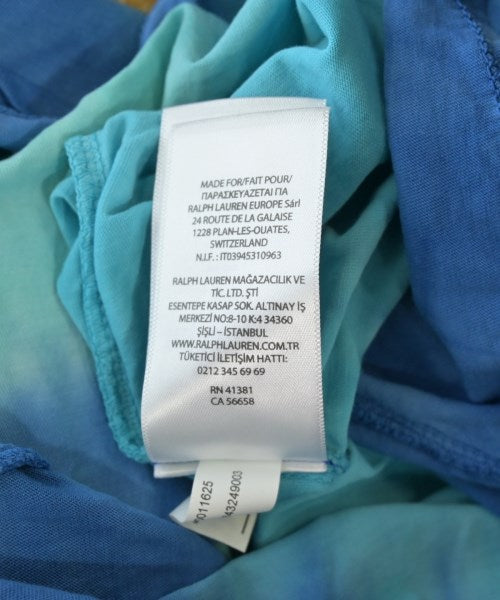 MADE FOR/FAIT POUR/
ΠΑΡΑΣΚΕΥΑΖΕΤΑΙ ΓΙΑ
RALPH LAUREN EUROPE Sàrl
24 ROUTE DE LA GALAISE
1228 PLAN-LES-OUATES,
SWITZERLAND
N.I.F. : IT03945310963
RALPH LAUREN MAĞAZACILIK VE
TİC. LTD. ŞTİ
ESENTEPE KASAP SOK. ALTINAY İŞ
MERKEZİ NO:8-10 K:4 34360
ŞİŞLİ – İSTANBUL
WWW.RALPHLAUREN.COM.TR
TÜKETİCİ İLETİŞİM HATTI:
0212 345 69 69
RN 41381
CA 56658
011625
43249003